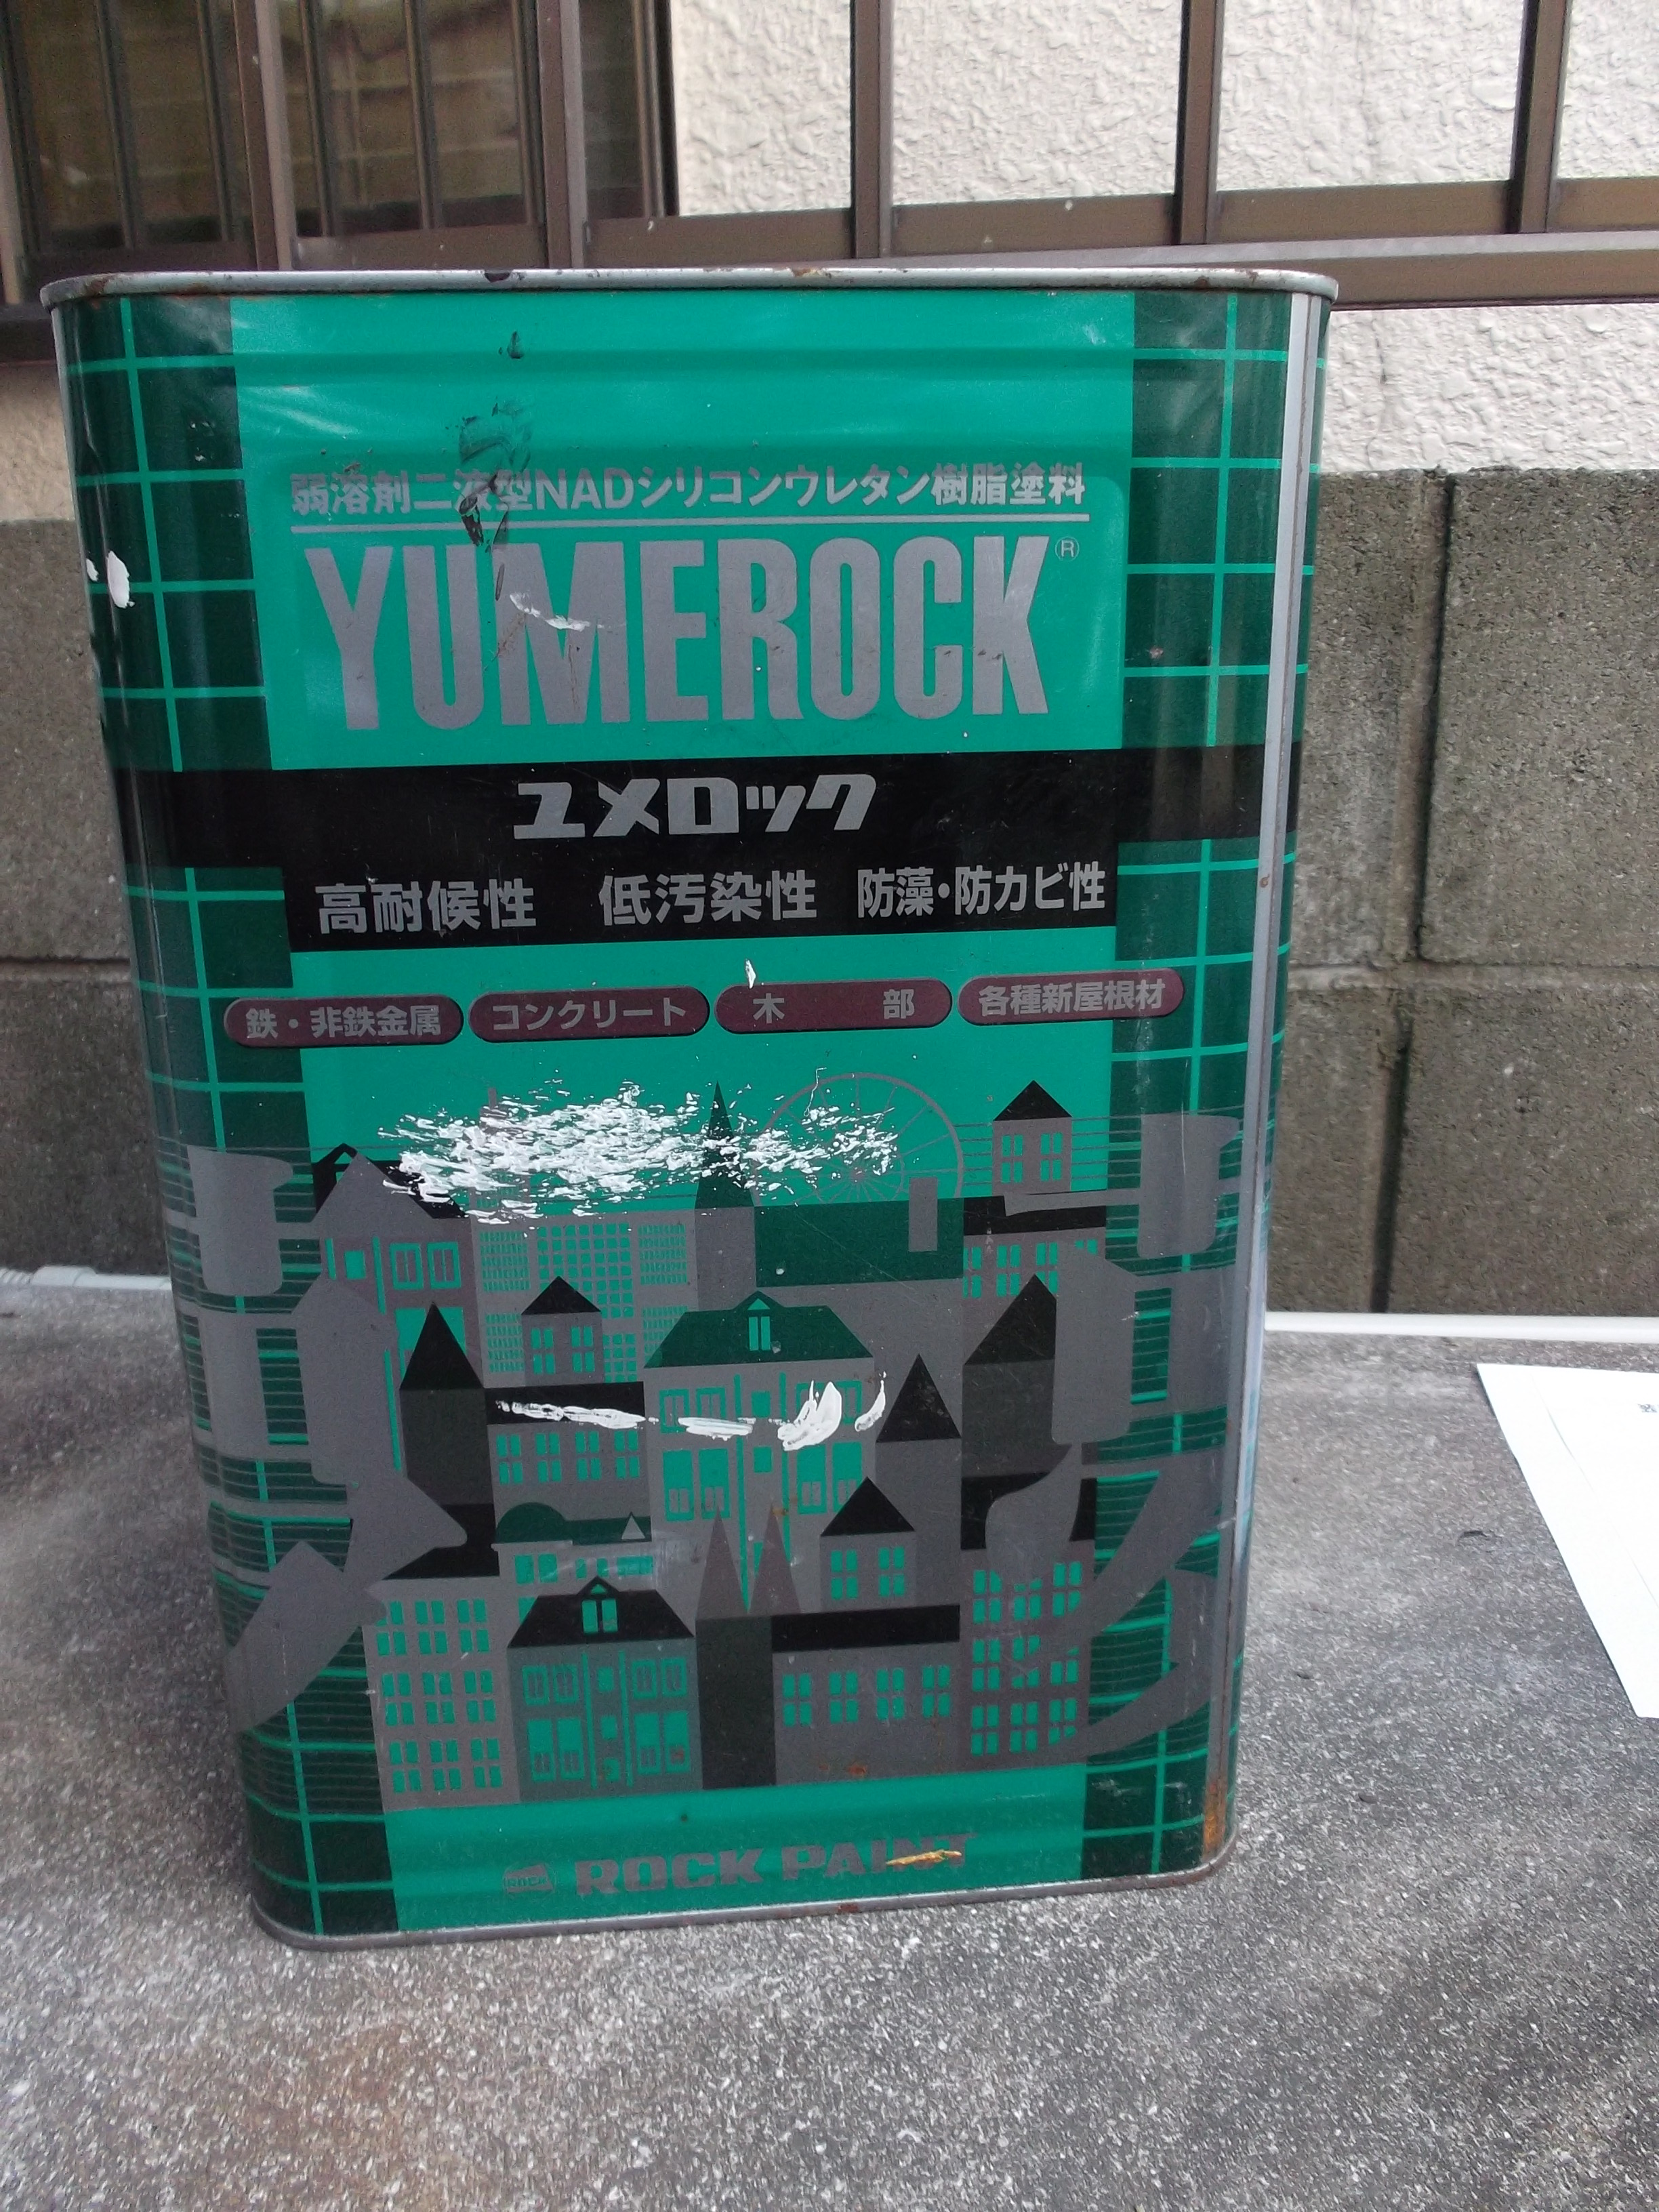 弱溶剤二液型NADシリコンウレタン樹脂塗料
YUMEROCK®
ユメロック
高耐候性 低汚染性 防藻・防カビ性
鉄・非鉄金属 コンクリート 木部 各種新屋根材
ROCK ROCK PAINT